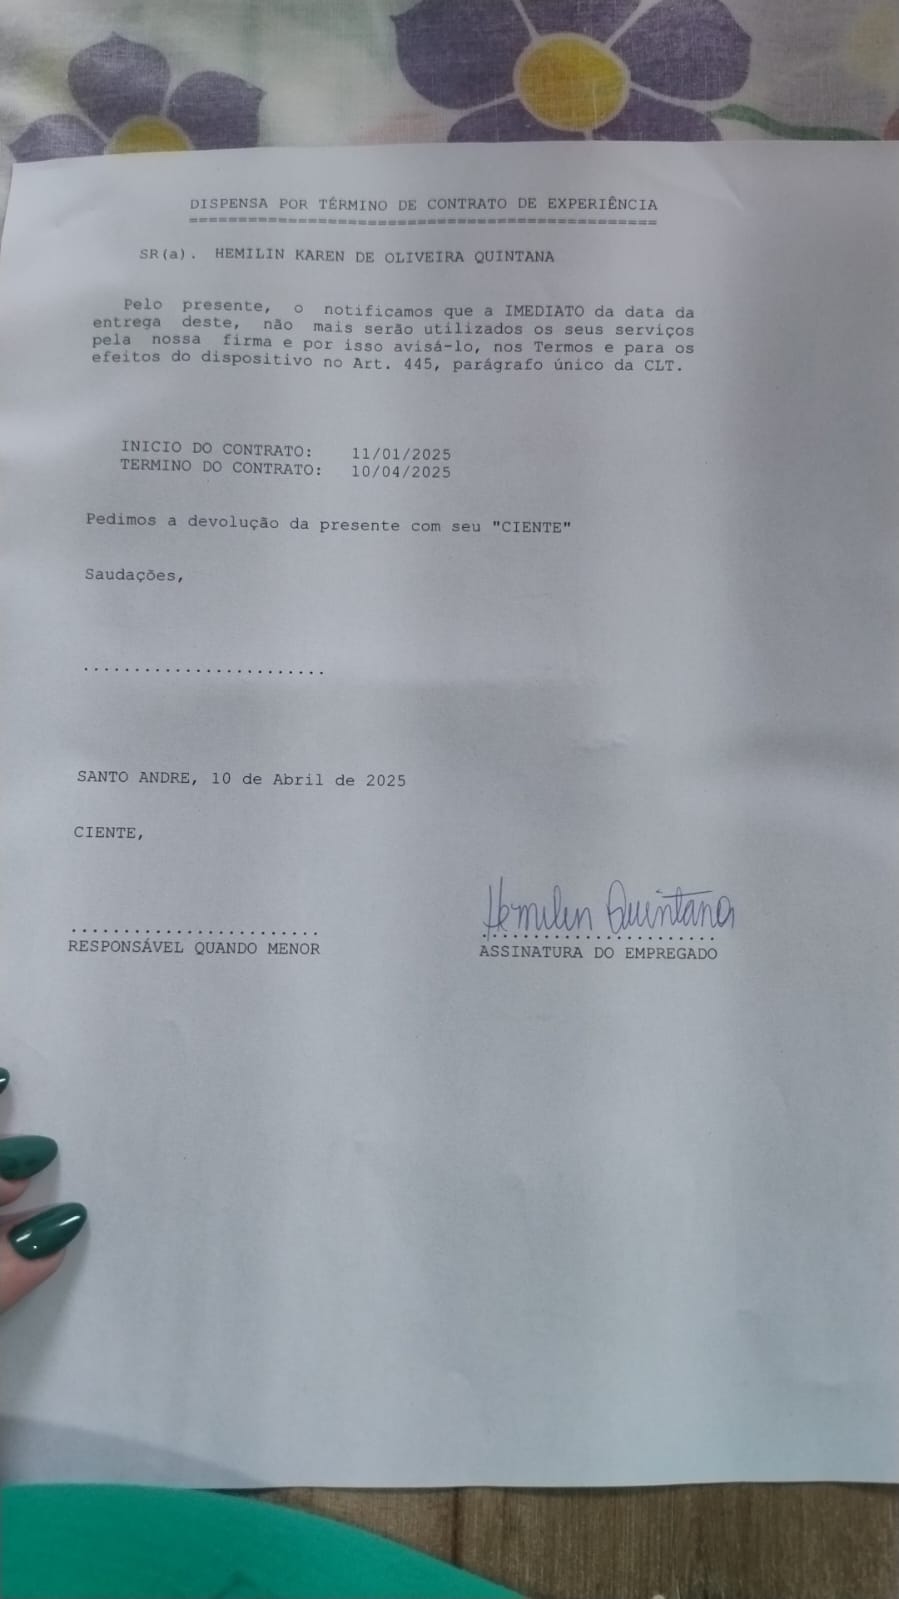 DISPENSA POR TÉRMINO DE CONTRATO DE EXPERIÊNCIA
===============================================
SR(a). HEMILIN KAREN DE OLIVEIRA QUINTANA
Pelo presente, o notificamos que a IMEDIATO da data da
entrega deste, não mais serão utilizados os seus serviços
pela nossa firma e por isso avisá-lo, nos Termos e para os
efeitos do dispositivo no Art. 445, parágrafo único da CLT.
INICIO DO CONTRATO: 11/01/2025
TERMINO DO CONTRATO: 10/04/2025
Pedimos a devolução da presente com seu "CIENTE"
Saudações,
........................
SANTO ANDRE, 10 de Abril de 2025
CIENTE,
Hemilin Quintana
........................ ........................
RESPONSÁVEL QUANDO MENOR ASSINATURA DO EMPREGADO